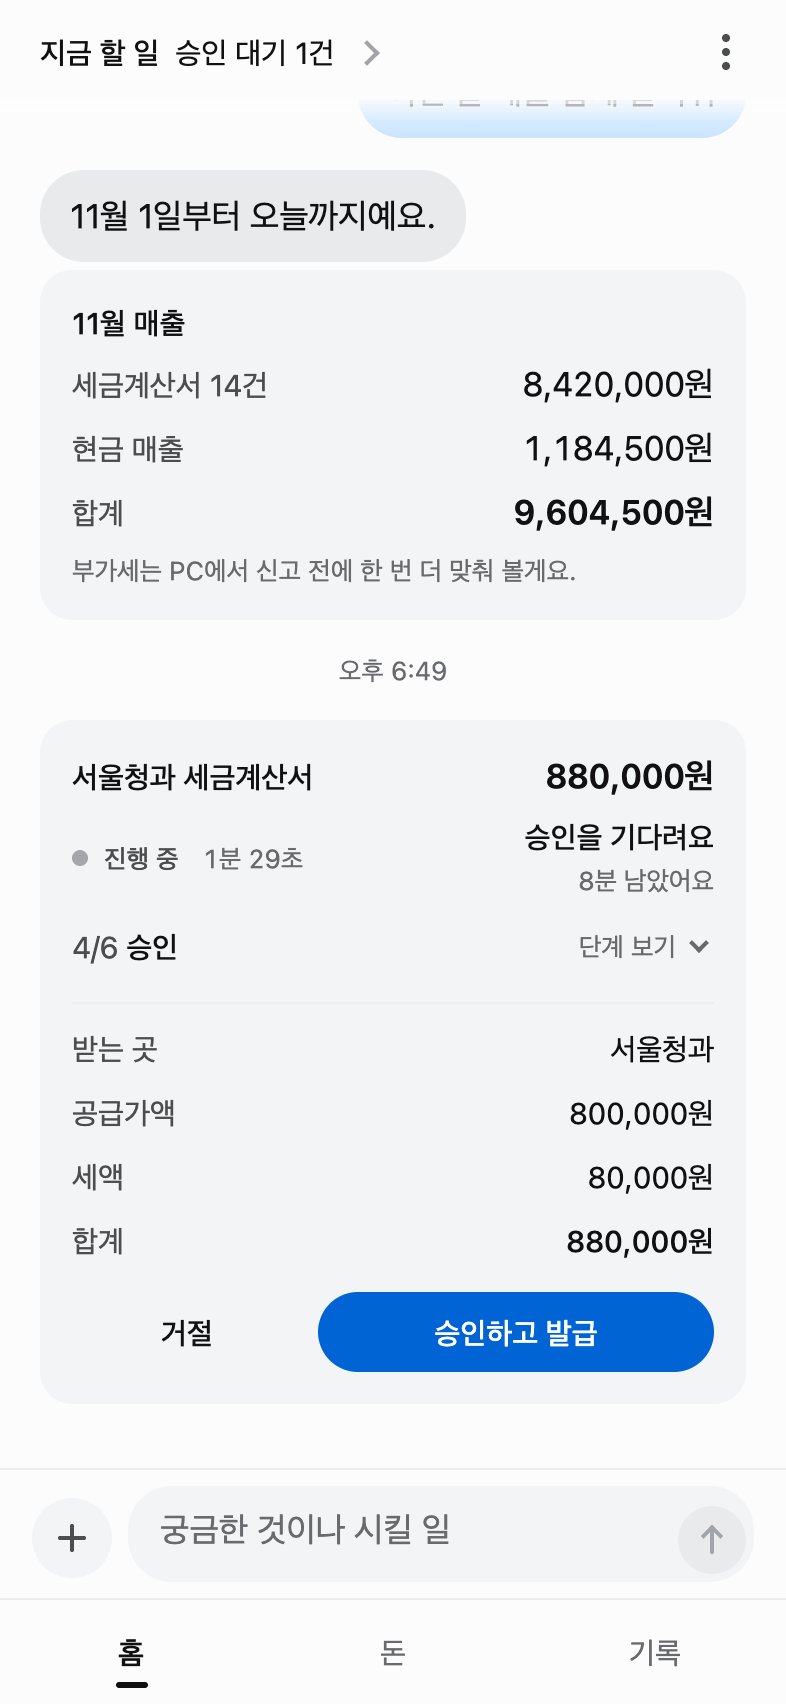 지금 할 일 승인 대기 1건
11월 1일부터 오늘까지예요.
11월 매출
세금계산서 14건 8,420,000원
현금 매출 1,184,500원
합계 9,604,500원
부가세는 PC에서 신고 전에 한 번 더 맞춰 볼게요.
오후 6:49
서울청과 세금계산서 880,000원
진행 중 1분 29초 승인을 기다려요
8분 남았어요
4/6 승인 단계 보기
받는 곳 서울청과
공급가액 800,000원
세액 80,000원
합계 880,000원
거절 승인하고 발급
궁금한 것이나 시킬 일
홈 돈 기록